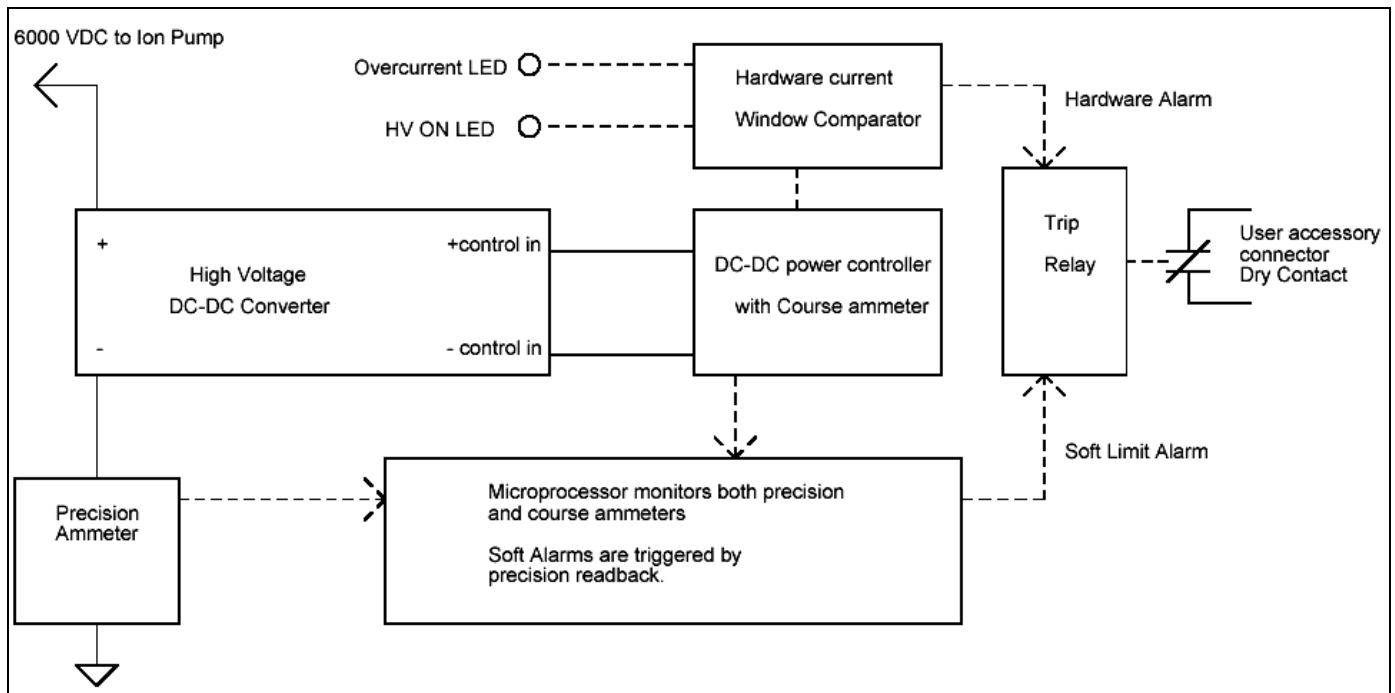 6000 VDC to Ion Pump
Overcurrent LED
HV ON LED
Hardware current
Window Comparator
Hardware Alarm
+
+control in
High Voltage
DC-DC Converter
-
- control in
DC-DC power controller
with Course ammeter
Trip
Relay
User accessory
connector
Dry Contact
Soft Limit Alarm
Precision
Ammeter
Microprocessor monitors both precision
and course ammeters
Soft Alarms are triggered by
precision readback.